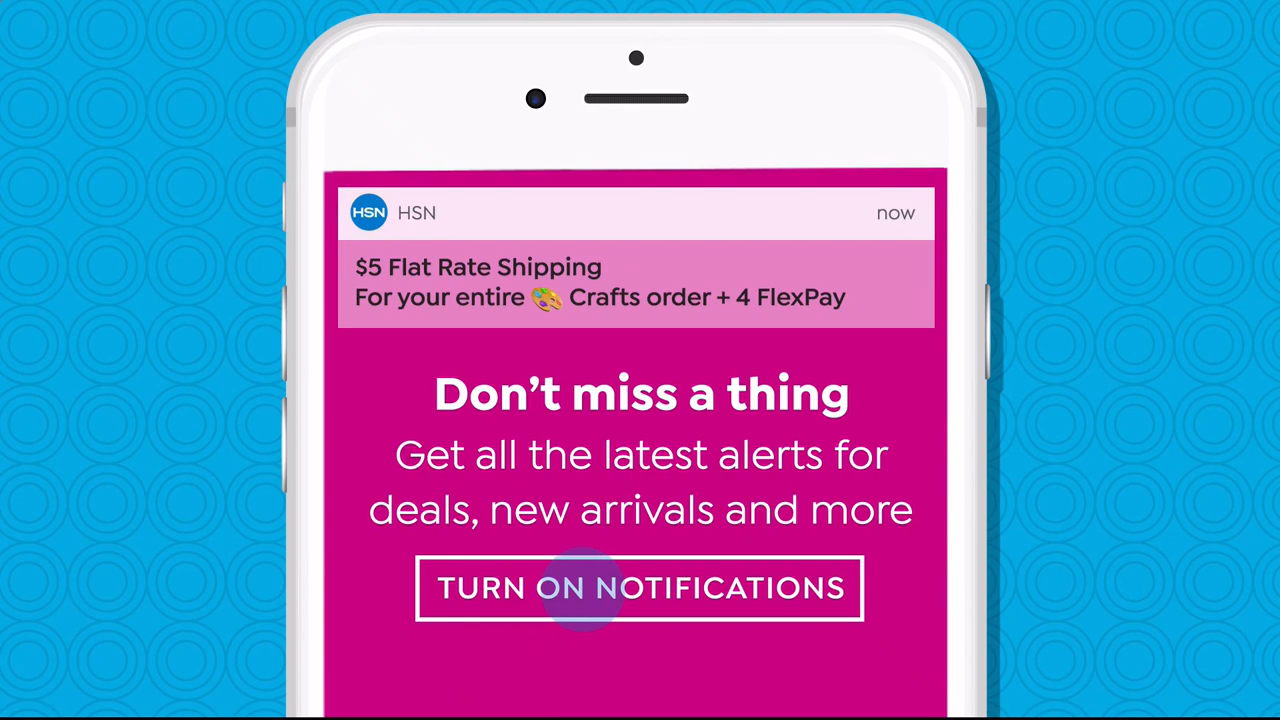 HSN HSN now
$5 Flat Rate Shipping
For your entire 🎨 Crafts order + 4 FlexPay
Don't miss a thing
Get all the latest alerts for
deals, new arrivals and more
TURN ON NOTIFICATIONS